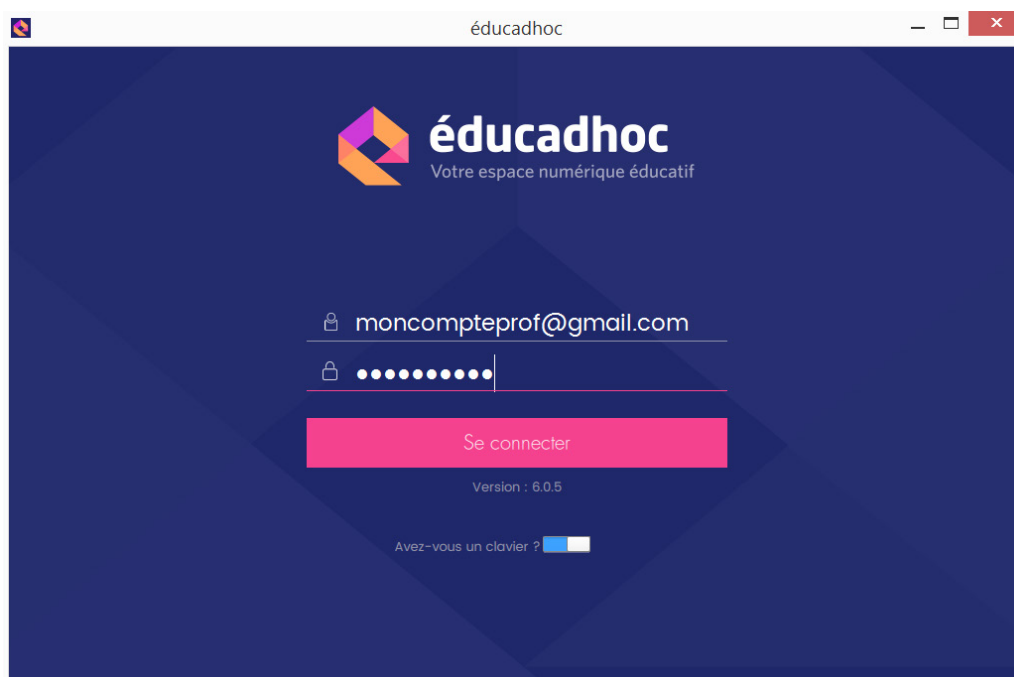 éducadhoc
éducadhoc
Votre espace numérique éducatif
moncompteprof@gmail.com
●●●●●●●●●●
Se connecter
Version : 6.0.5
Avez-vous un clavier ?